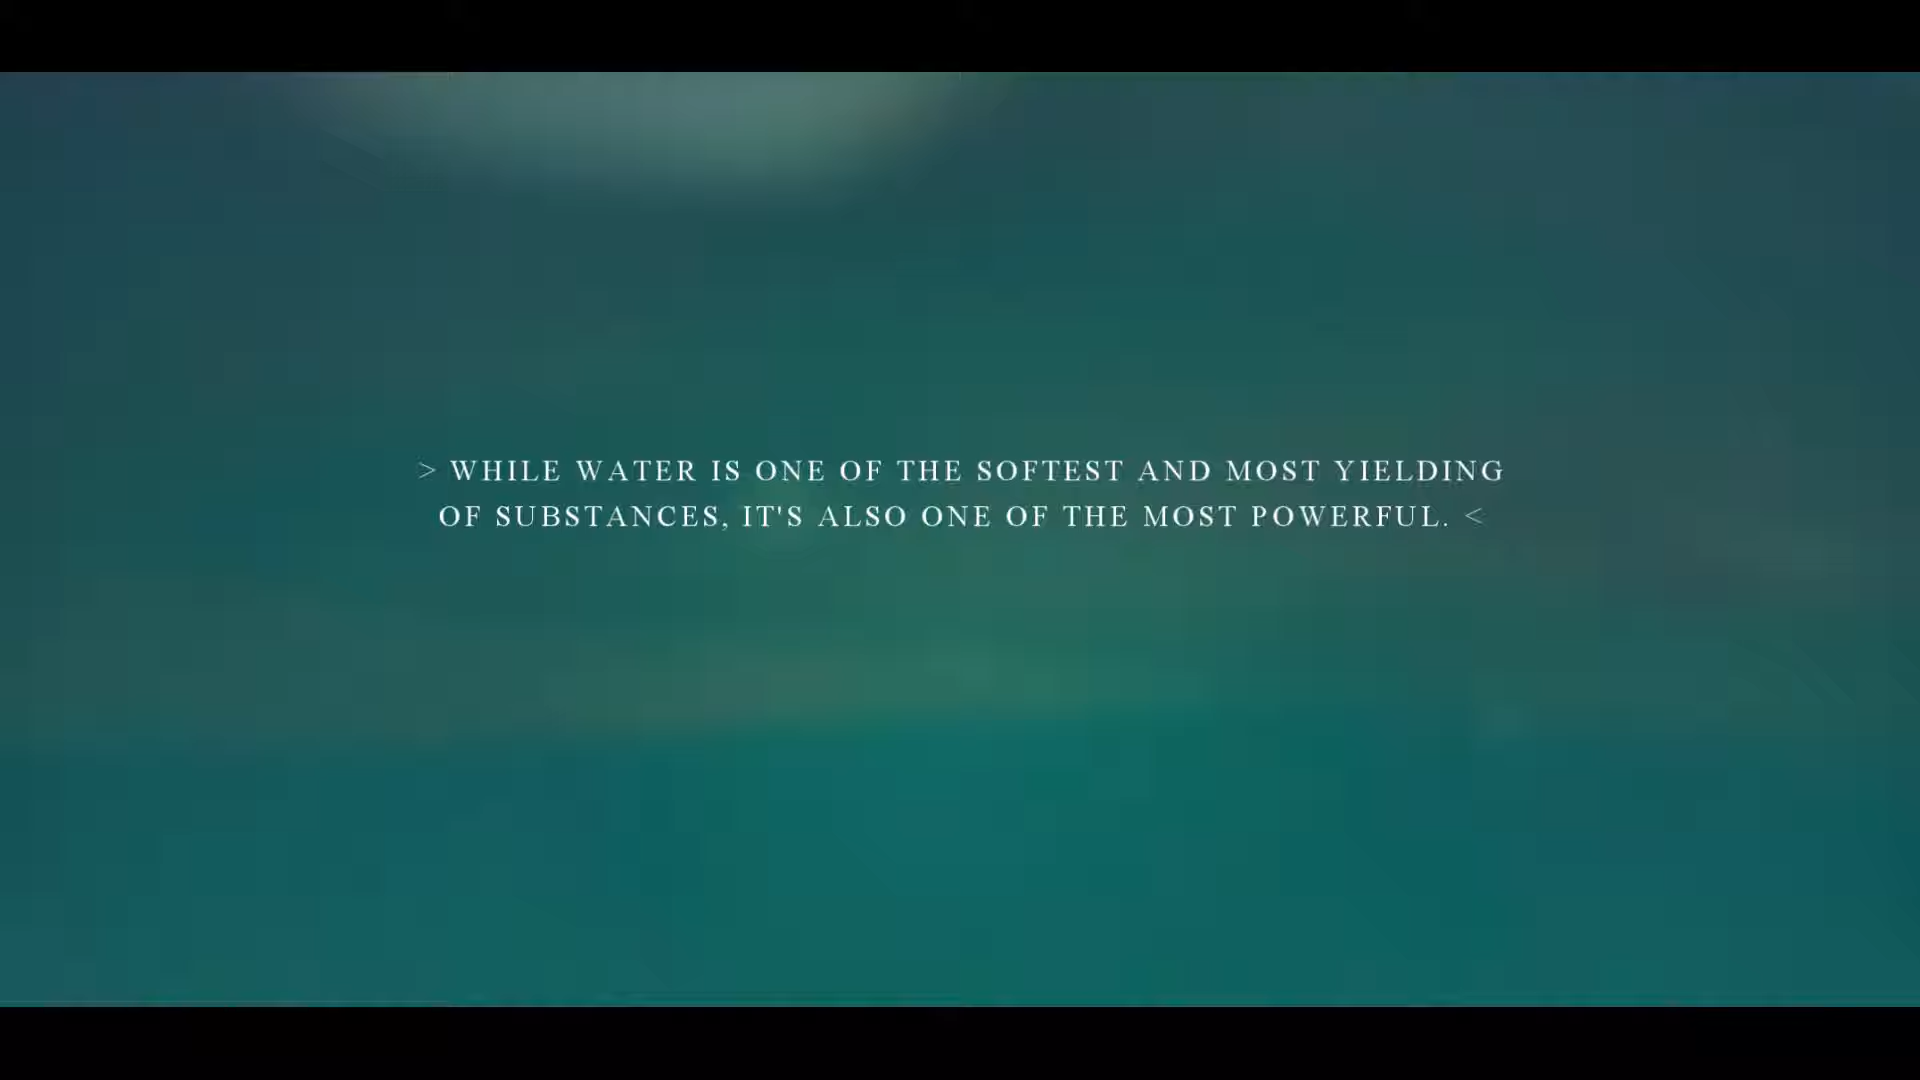 > WHILE WATER IS ONE OF THE SOFTEST AND MOST YIELDING
OF SUBSTANCES, IT'S ALSO ONE OF THE MOST POWERFUL. <